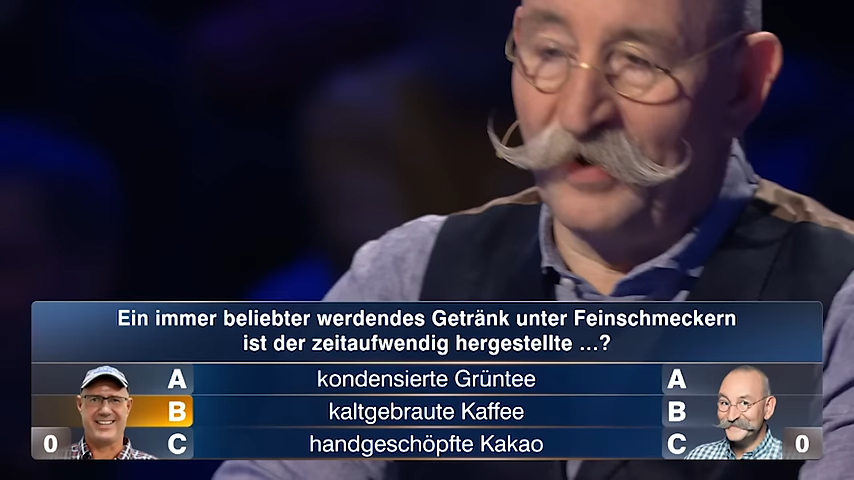 Ein immer beliebter werdendes Getränk unter Feinschmeckern
ist der zeitaufwendig hergestellte ...?
A kondensierte Grüntee A
B kaltgebraute Kaffee B
0 C handgeschöpfte Kakao C 0